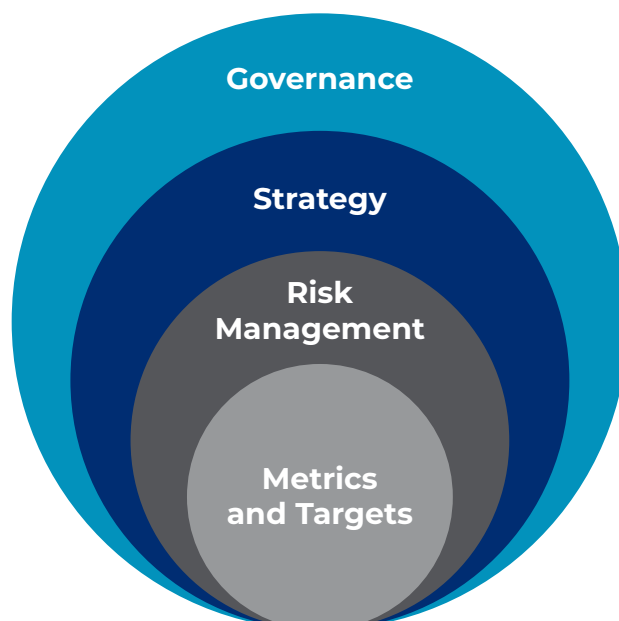 Governance
Strategy
Risk
Management
Metrics
and Targets